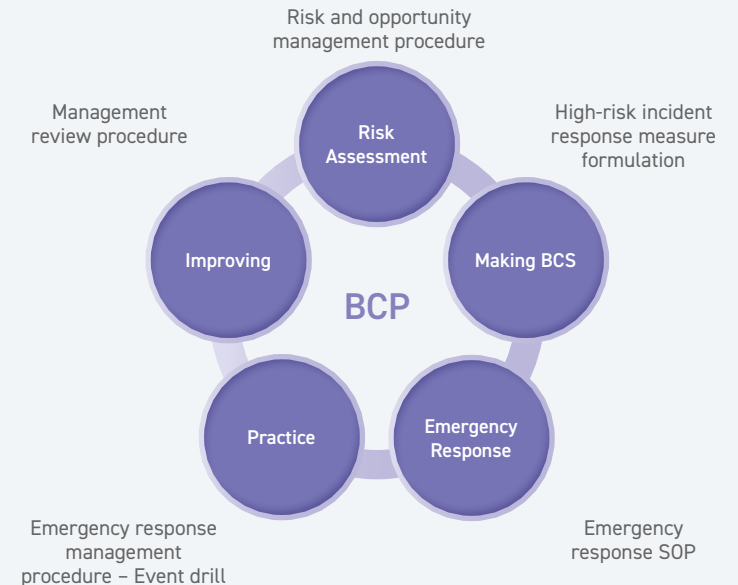 Risk and opportunity
management procedure
Risk
Assessment
Management
review procedure
High-risk incident
response measure
formulation
Improving
Making BCS
BCP
Practice
Emergency
Response
Emergency response
management
procedure – Event drill
Emergency
response SOP